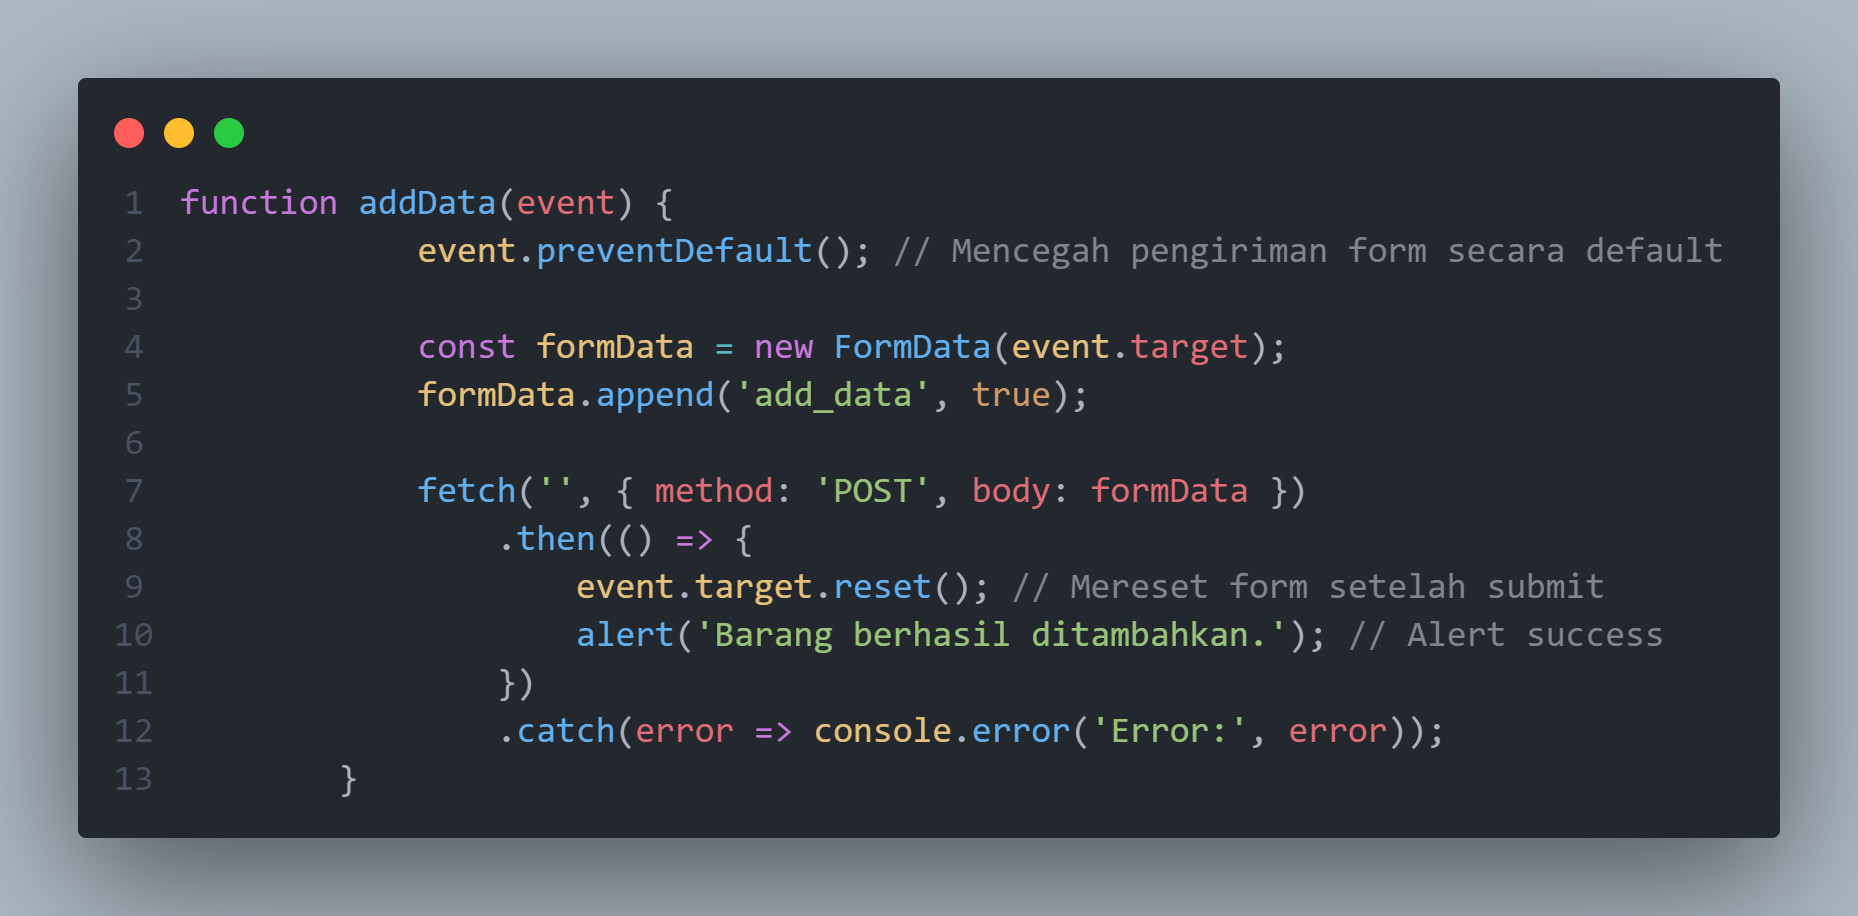 1 function addData(event) {
2 event.preventDefault(); // Mencegah pengiriman form secara default
3
4 const formData = new FormData(event.target);
5 formData.append('add_data', true);
6
7 fetch('', { method: 'POST', body: formData })
8 .then(() => {
9 event.target.reset(); // Mereset form setelah submit
10 alert('Barang berhasil ditambahkan.'); // Alert success
11 })
12 .catch(error => console.error('Error:', error));
13 }